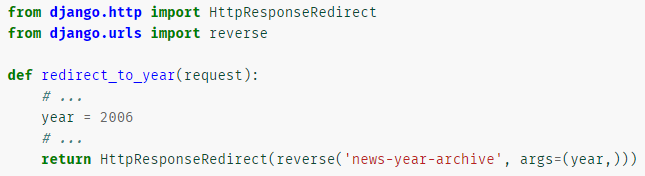 from django.http import HttpResponseRedirect
from django.urls import reverse
def redirect_to_year(request):
# ...
year = 2006
# ...
return HttpResponseRedirect(reverse('news-year-archive', args=(year,)))